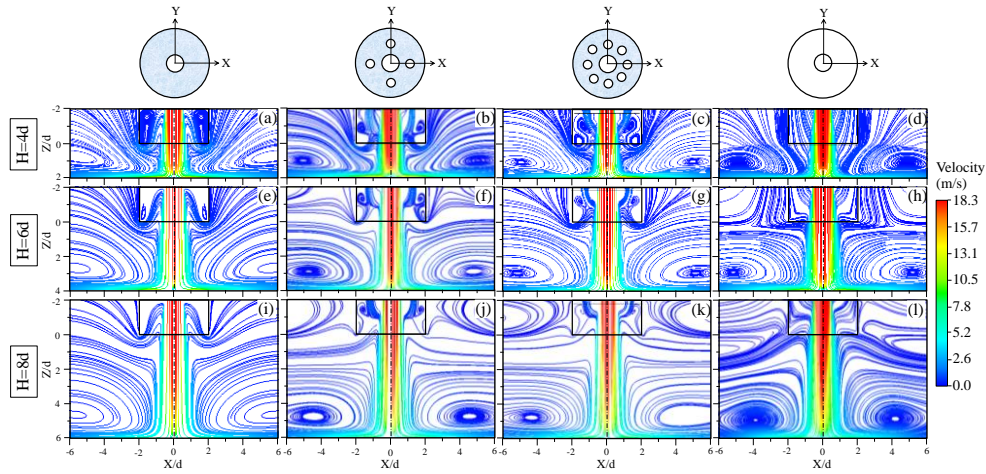 Y Y Y Y
X X X X
H=4d
Z/d
-2
0
2
(a) (b) (c) (d)
H=6d
Z/d
-2
0
2
4
(e) (f) (g) (h)
H=8d
Z/d
-2
0
2
4
6
(i) (j) (k) (l)
-6 -4 -2 0 2 4 6 -4 -2 0 2 4 6 -4 -2 0 2 4 6 -4 -2 0 2 4 6
X/d X/d X/d X/d
Velocity
(m/s)
18.3
15.7
13.1
10.5
7.8
5.2
2.6
0.0